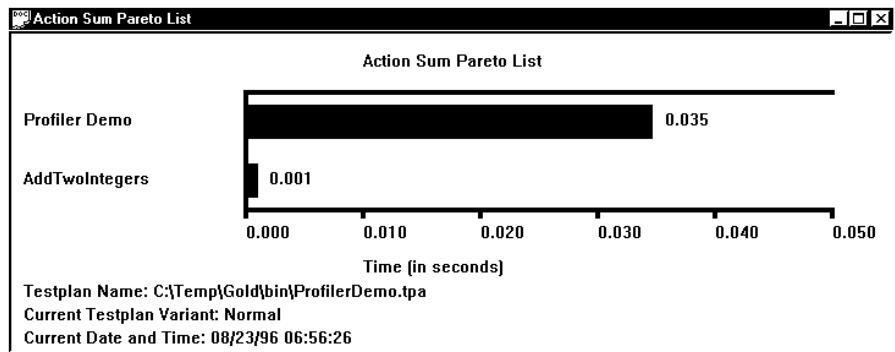 DOC Action Sum Pareto List
Action Sum Pareto List
Profiler Demo 0.035
AddTwoIntegers 0.001
0.000 0.010 0.020 0.030 0.040 0.050
Time (in seconds)
Testplan Name: C:\Temp\Gold\bin\ProfilerDemo.tpa
Current Testplan Variant: Normal
Current Date and Time: 08/23/96 06:56:26